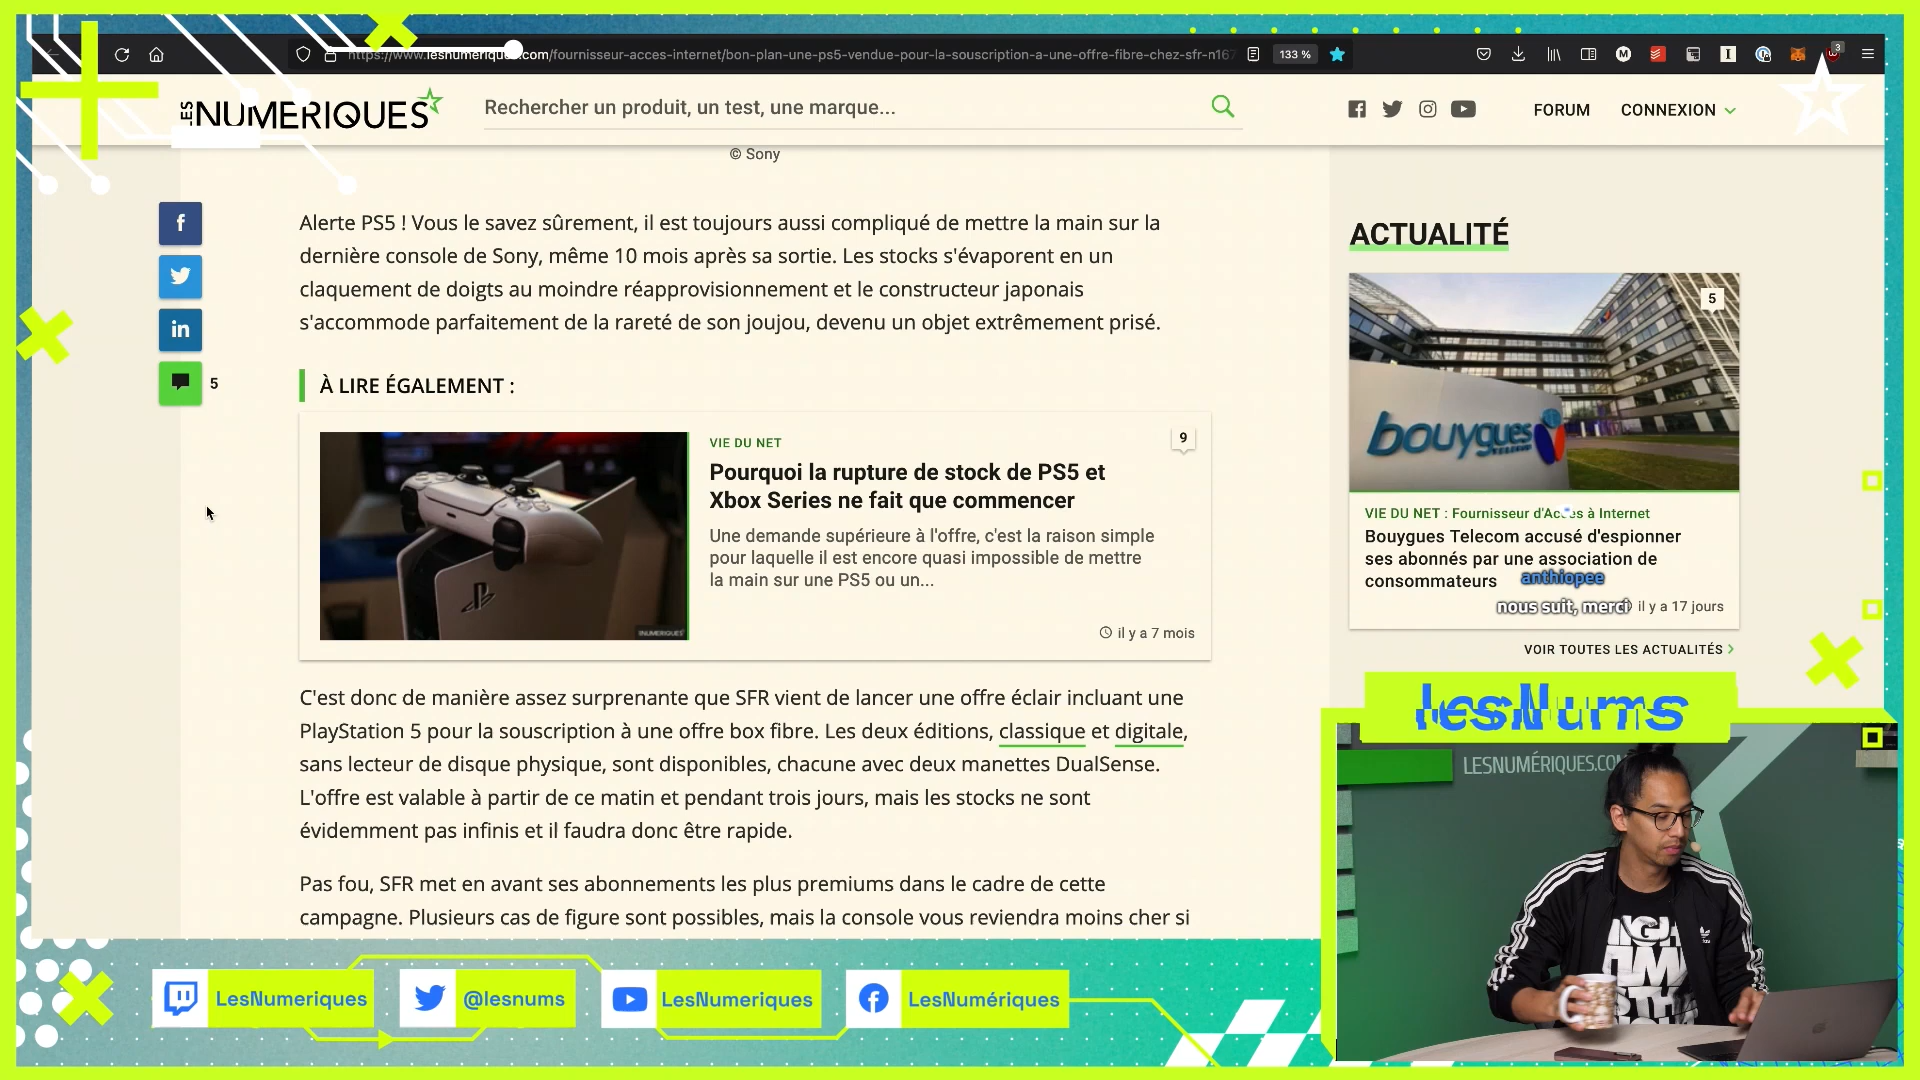 https://www.lesnumeriques.com/fournisseur-acces-internet/bon-plan-une-ps5-vendue-pour-la-souscription-a-une-offre-fibre-chez-sfr-n167
133 %
3
LES NUMERIQUES
Rechercher un produit, un test, une marque...
FORUM
CONNEXION
© Sony
Alerte PS5 ! Vous le savez sûrement, il est toujours aussi compliqué de mettre la main sur la
dernière console de Sony, même 10 mois après sa sortie. Les stocks s'évaporent en un
claquement de doigts au moindre réapprovisionnement et le constructeur japonais
s'accommode parfaitement de la rareté de son joujou, devenu un objet extrêmement prisé.
5
À LIRE ÉGALEMENT :
VIE DU NET
9
Pourquoi la rupture de stock de PS5 et
Xbox Series ne fait que commencer
Une demande supérieure à l'offre, c'est la raison simple
pour laquelle il est encore quasi impossible de mettre
la main sur une PS5 ou un...
il y a 7 mois
C'est donc de manière assez surprenante que SFR vient de lancer une offre éclair incluant une
PlayStation 5 pour la souscription à une offre box fibre. Les deux éditions, classique et digitale,
sans lecteur de disque physique, sont disponibles, chacune avec deux manettes DualSense.
L'offre est valable à partir de ce matin et pendant trois jours, mais les stocks ne sont
évidemment pas infinis et il faudra donc être rapide.
Pas fou, SFR met en avant ses abonnements les plus premiums dans le cadre de cette
campagne. Plusieurs cas de figure sont possibles, mais la console vous reviendra moins cher si
ACTUALITÉ
5
bouygues
VIE DU NET : Fournisseur d'Accès à Internet
Bouygues Telecom accusé d'espionner
ses abonnés par une association de
consommateurs
anthiopee
nous suit, merci
il y a 17 jours
VOIR TOUTES LES ACTUALITÉS
lesNums
LESNUMÉRIQUES.COM
LesNumeriques
@lesnums
LesNumeriques
LesNumériques